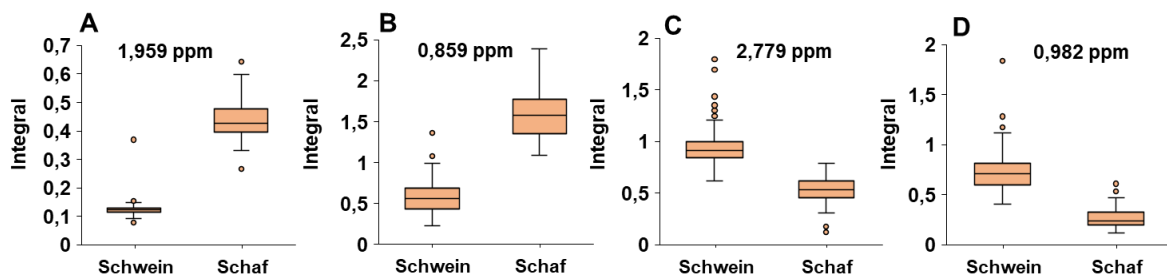 A
1,959 ppm
Integral
0,7
0,6
0,5
0,4
0,3
0,2
0,1
0
Schwein Schaf
B
0,859 ppm
Integral
2,5
2
1,5
1
0,5
0
Schwein Schaf
C
2,779 ppm
Integral
2
1,5
1
0,5
0
Schwein Schaf
D
0,982 ppm
Integral
2
1,5
1
0,5
0
Schwein Schaf